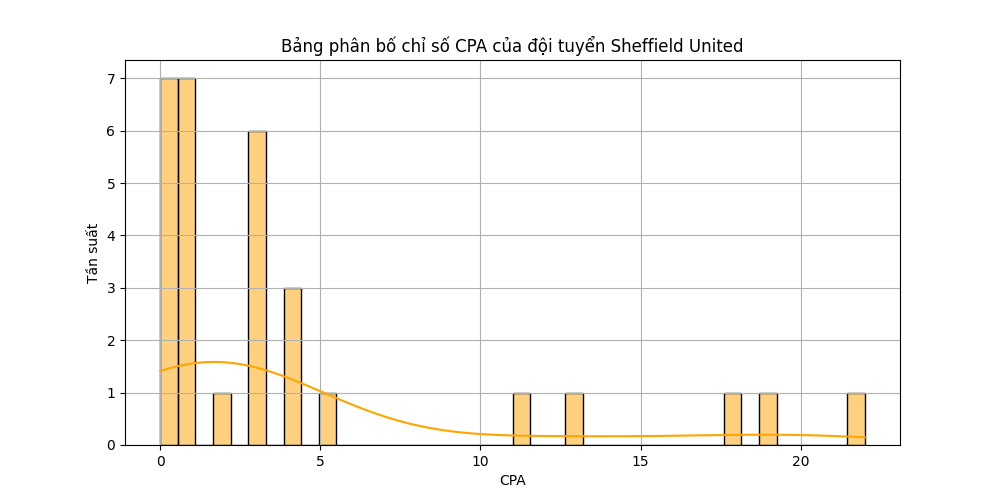 Bảng phân bố chỉ số CPA của đội tuyển Sheffield United
7
6
5
4
3
2
1
0
Tần suất
0 5 10 15 20
CPA